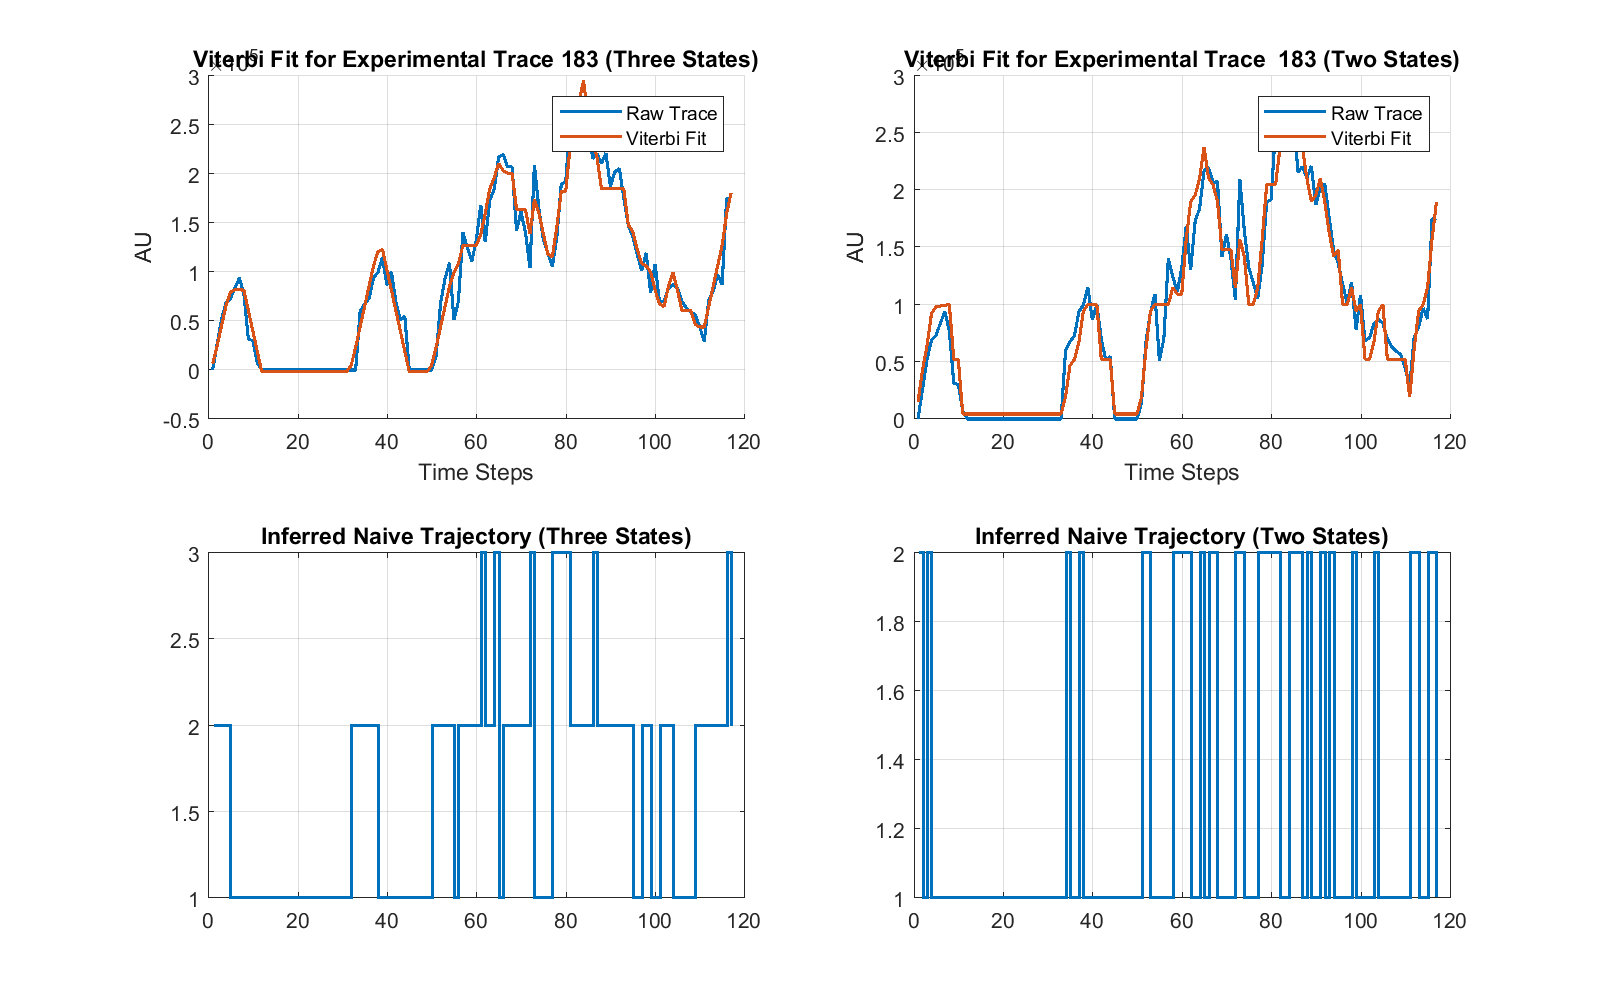 Viterbi Fit for Experimental Trace 183 (Three States)
3
2.5
2
1.5
1
0.5
0
-0.5
AU
Raw Trace
Viterbi Fit
0 20 40 60 80 100 120
Time Steps
Viterbi Fit for Experimental Trace 183 (Two States)
3
2.5
2
1.5
1
0.5
0
AU
Raw Trace
Viterbi Fit
0 20 40 60 80 100 120
Time Steps
Inferred Naive Trajectory (Three States)
3
2.5
2
1.5
1
0 20 40 60 80 100 120
Inferred Naive Trajectory (Two States)
2
1.8
1.6
1.4
1.2
1
0 20 40 60 80 100 120